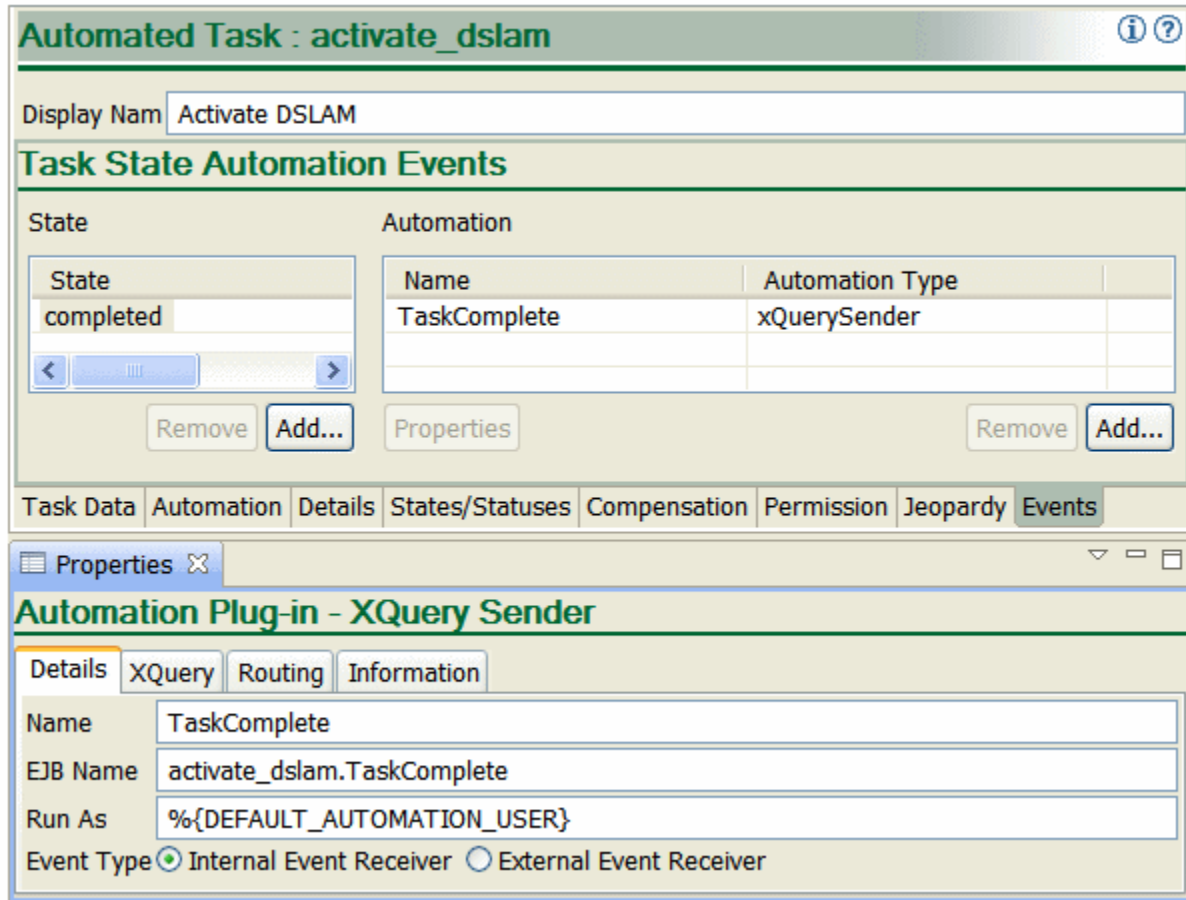 Automated Task : activate_dslam
Display Nam Activate DSLAM
Task State Automation Events
State Automation
State Name Automation Type
completed TaskComplete xQuerySender
Remove Add... Properties Remove Add...
Task Data Automation Details States/Statuses Compensation Permission Jeopardy Events
Properties
Automation Plug-in - XQuery Sender
Details XQuery Routing Information
Name TaskComplete
EJB Name activate_dslam.TaskComplete
Run As %{DEFAULT_AUTOMATION_USER}
Event Type Internal Event Receiver External Event Receiver